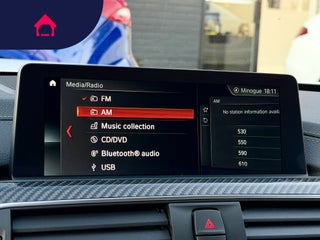 Media/Radio
Minogue 18:11
FM
AM
Music collection
CD/DVD
Bluetooth® audio
USB
AM
No station information availa
530
550
590
610